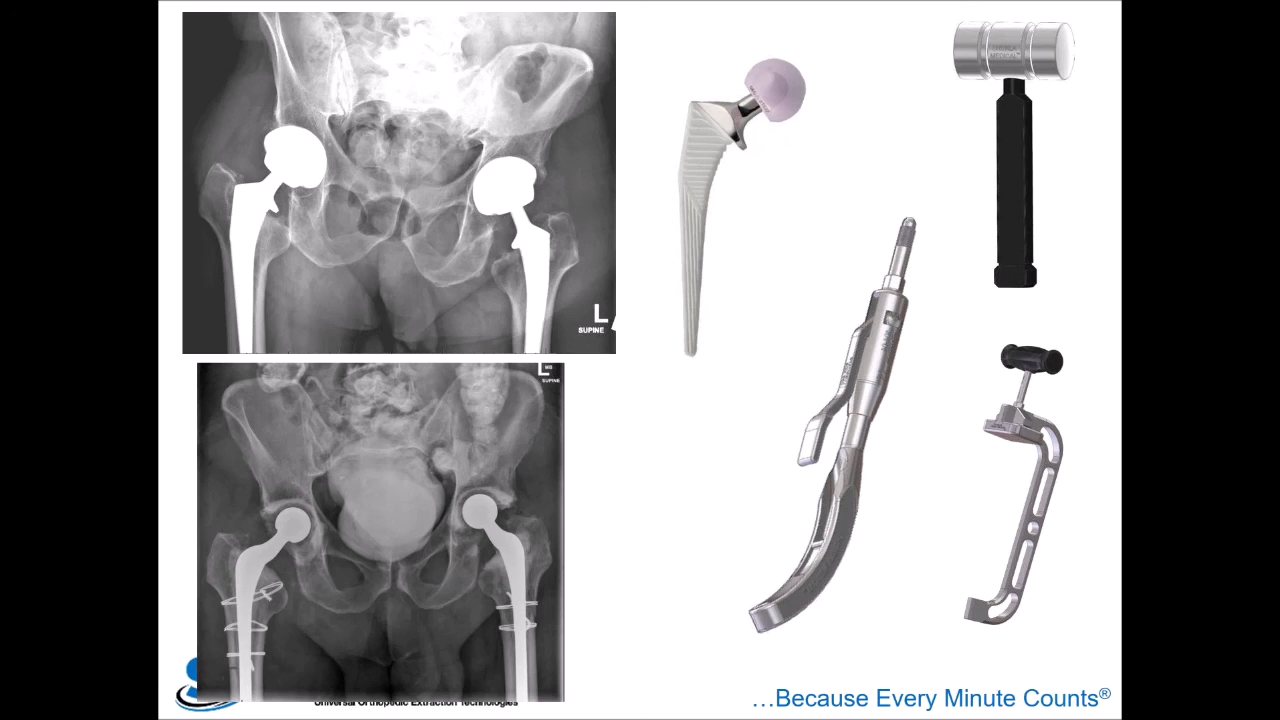 L
SUPINE
L
SUPINE
Universal Orthopedic Extraction Technologies
…Because Every Minute Counts®